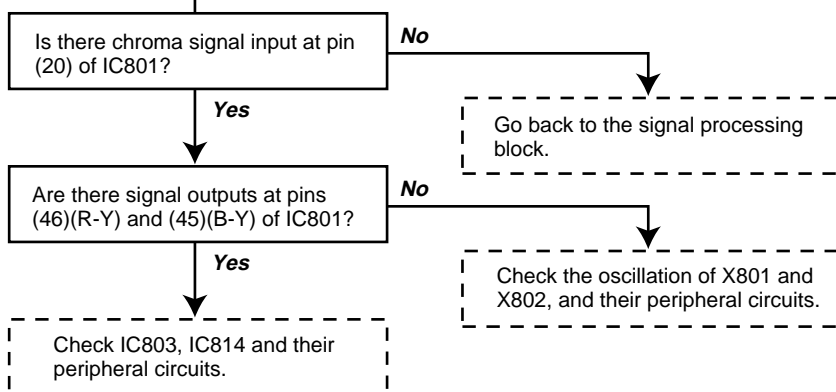 Is there chroma signal input at pin
(20) of IC801?
No
Yes
Go back to the signal processing
block.
Are there signal outputs at pins
(46)(R-Y) and (45)(B-Y) of IC801?
No
Yes
Check the oscillation of X801 and
X802, and their peripheral circuits.
Check IC803, IC814 and their
peripheral circuits.